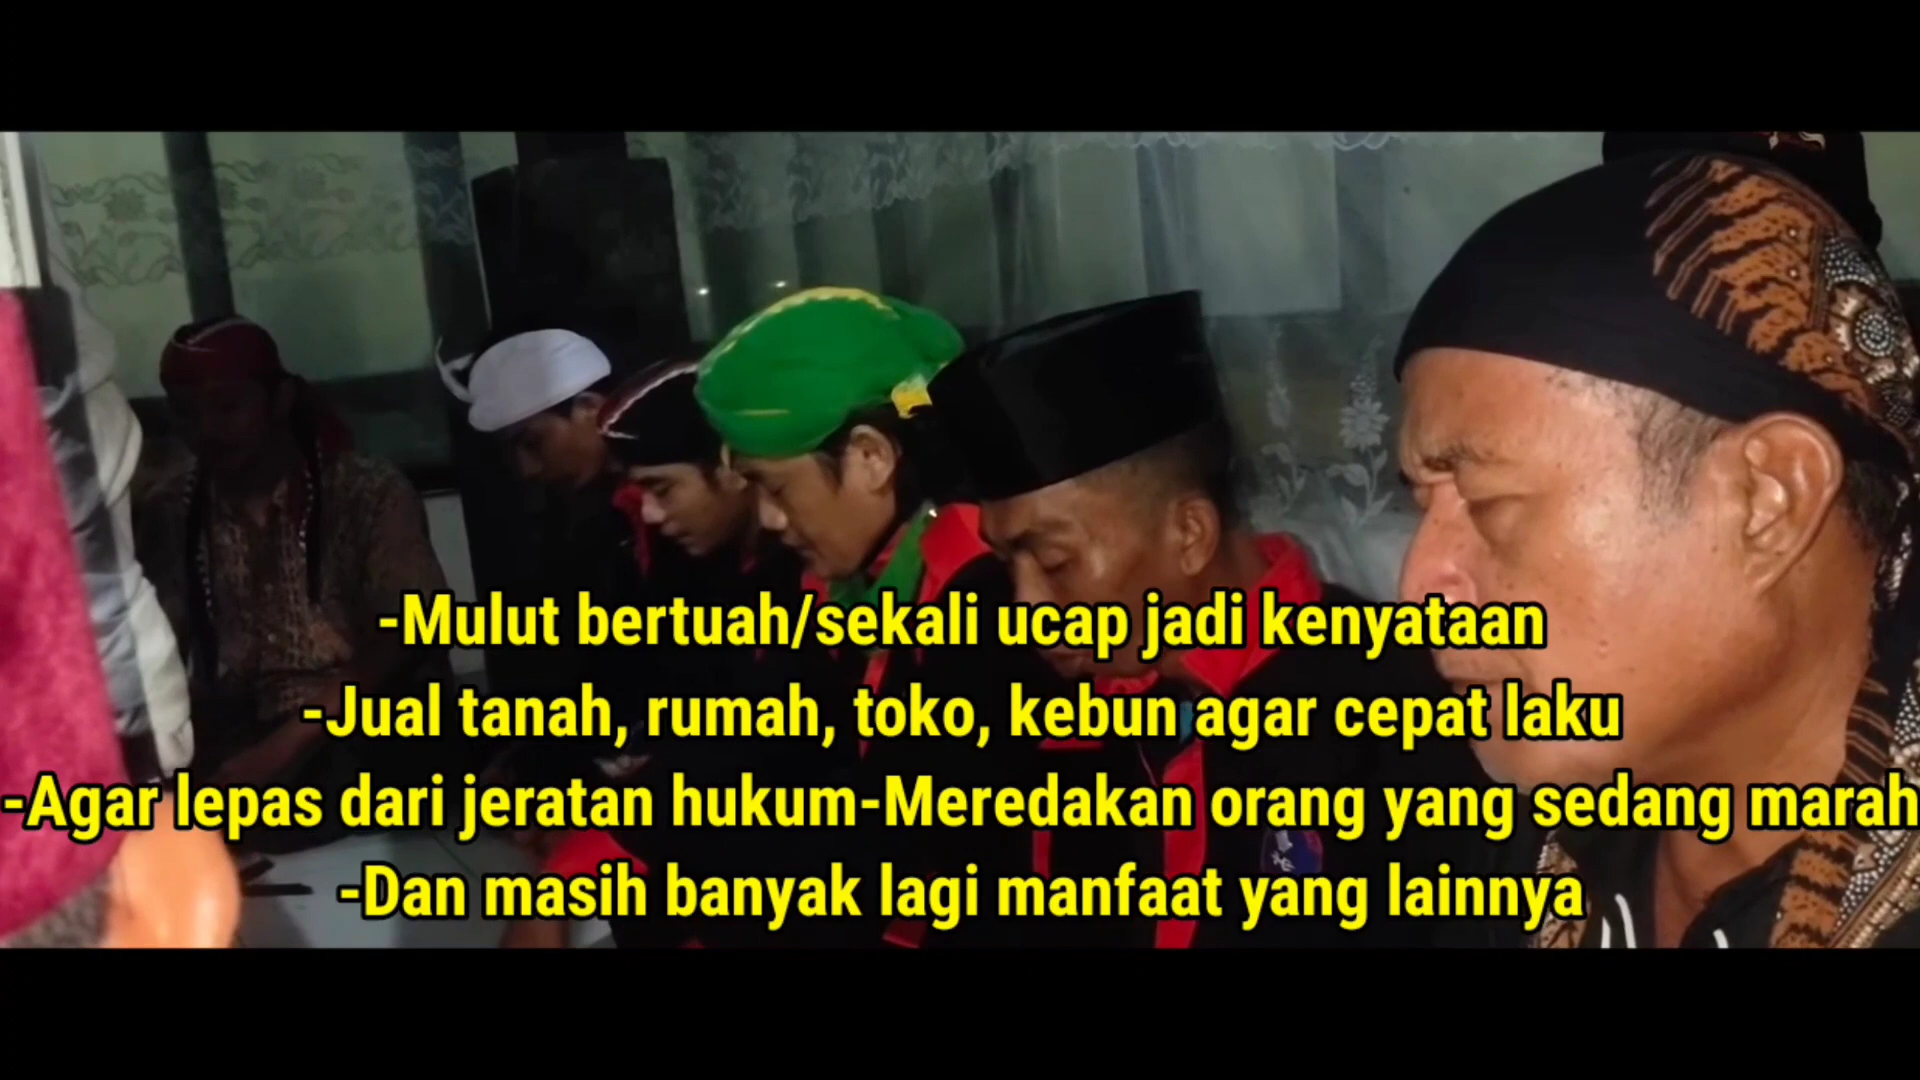 -Mulut bertuah/sekali ucap jadi kenyataan
-Jual tanah, rumah, toko, kebun agar cepat laku
-Agar lepas dari jeratan hukum-Meredakan orang yang sedang marah
-Dan masih banyak lagi manfaat yang lainnya